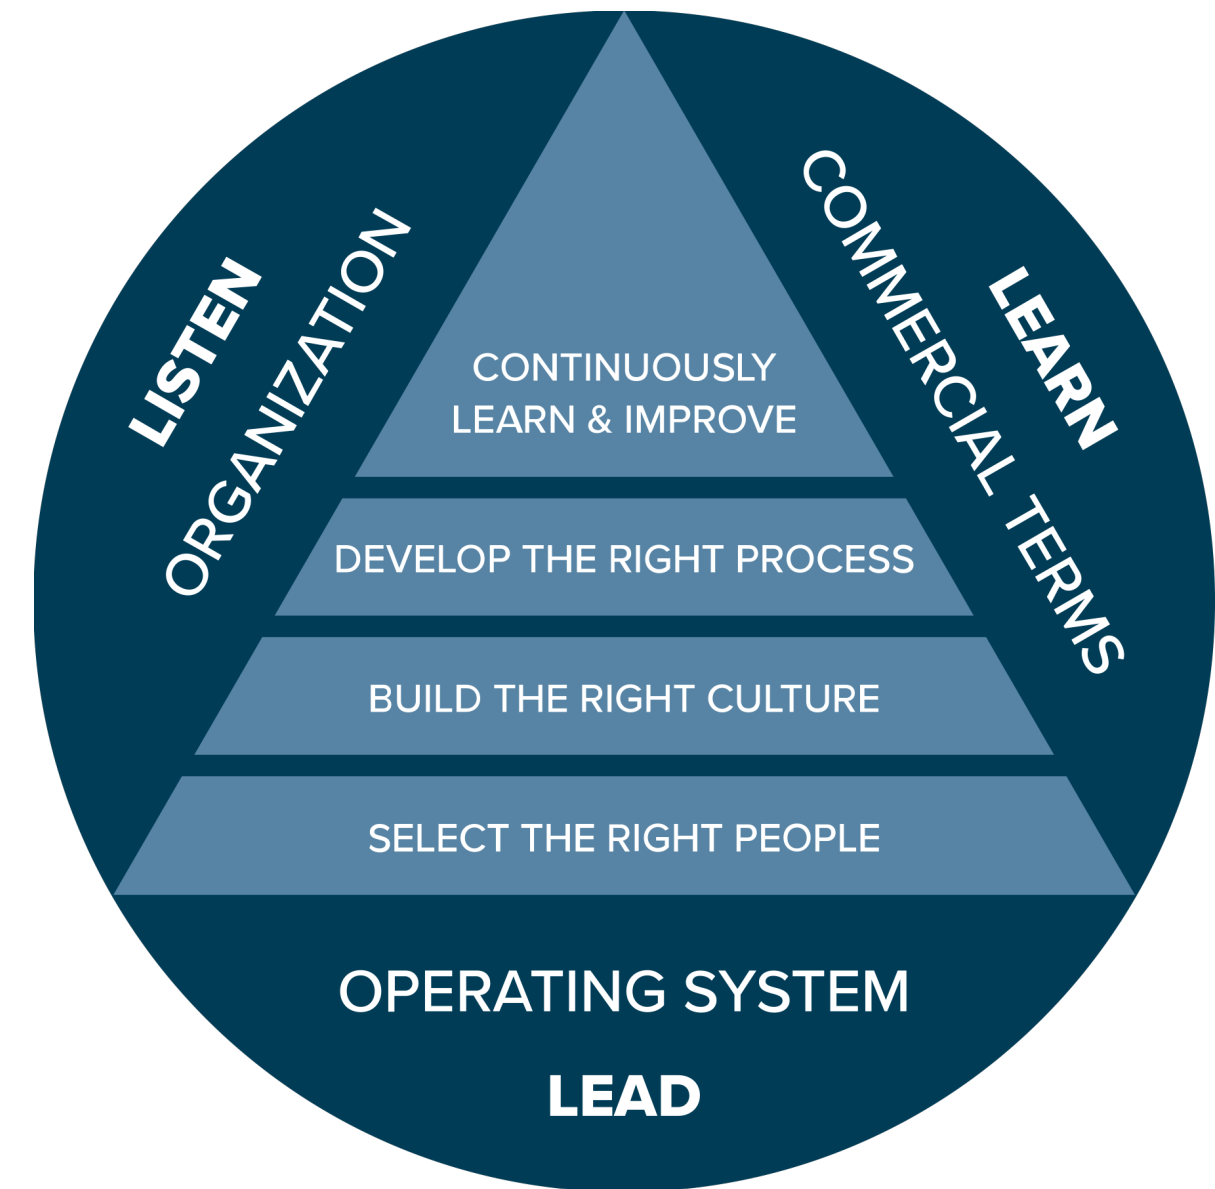 LISTEN
ORGANIZATION
COMMERCIAL TERMS
LEARN
CONTINUOUSLY
LEARN & IMPROVE
DEVELOP THE RIGHT PROCESS
BUILD THE RIGHT CULTURE
SELECT THE RIGHT PEOPLE
OPERATING SYSTEM
LEAD